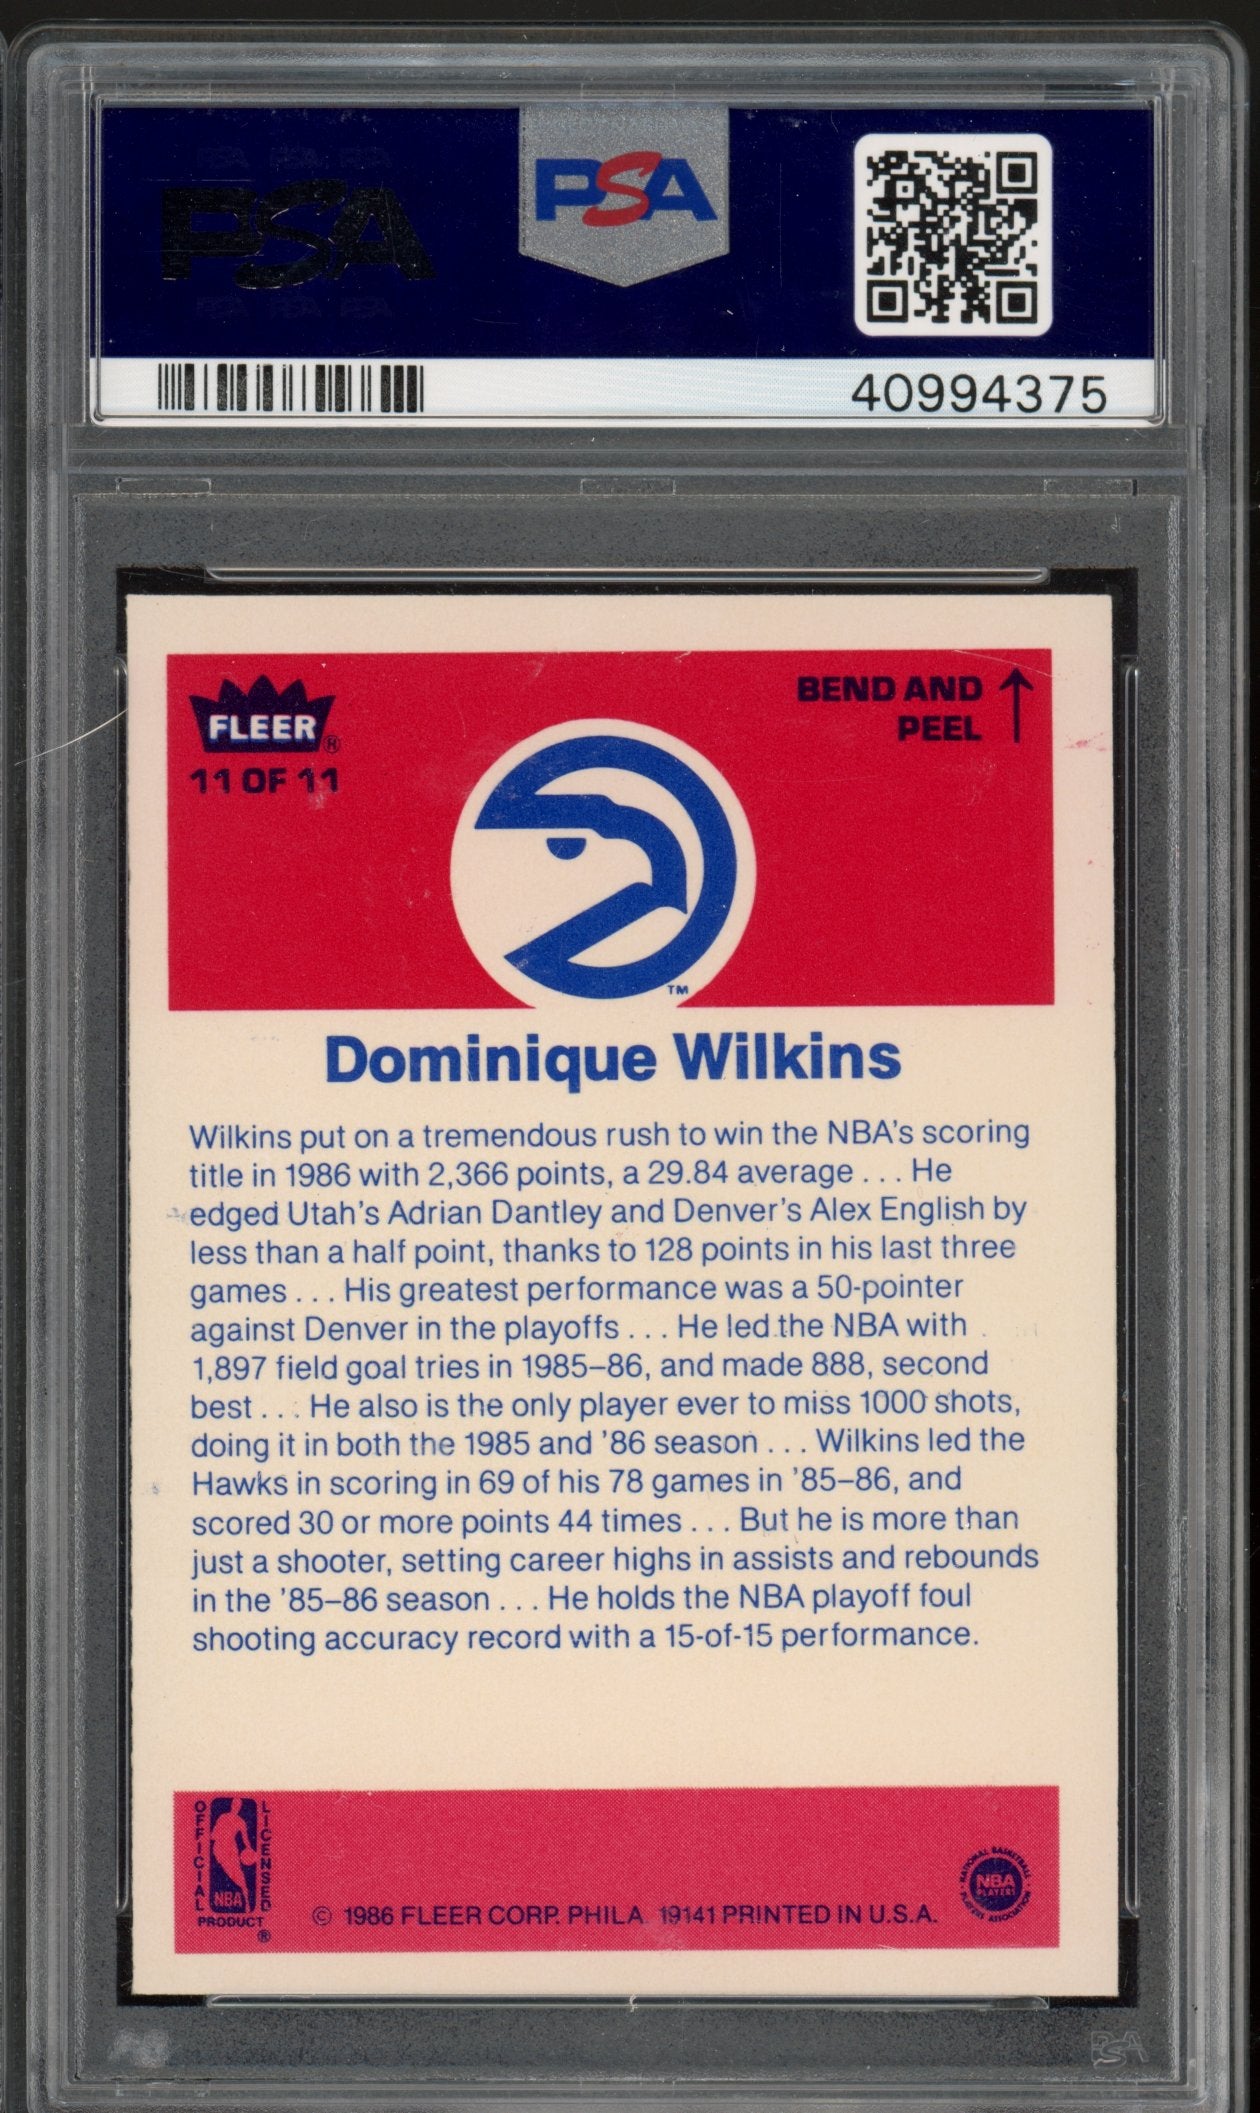 PSA
PSA
40994375
FLEER®
11 OF 11
BEND AND
PEEL
TM
Dominique Wilkins
Wilkins put on a tremendous rush to win the NBA's scoring
title in 1986 with 2,366 points, a 29.84 average . . . He
edged Utah's Adrian Dantley and Denver's Alex English by
less than a half point, thanks to 128 points in his last three
games . . . His greatest performance was a 50-pointer
against Denver in the playoffs . . . He led the NBA with
1,897 field goal tries in 1985–86, and made 888, second
best . . . He also is the only player ever to miss 1000 shots,
doing it in both the 1985 and '86 season . . . Wilkins led the
Hawks in scoring in 69 of his 78 games in '85–86, and
scored 30 or more points 44 times . . . But he is more than
just a shooter, setting career highs in assists and rebounds
in the '85–86 season . . . He holds the NBA playoff foul
shooting accuracy record with a 15-of-15 performance.
OFFICIAL
LICENSED
NBA
PRODUCT
®
© 1986 FLEER CORP. PHILA 19141 PRINTED IN U.S.A.
NATIONAL BASKETBALL
NBA
PLAYERS
PLAYERS ASSOCIATION
PSA